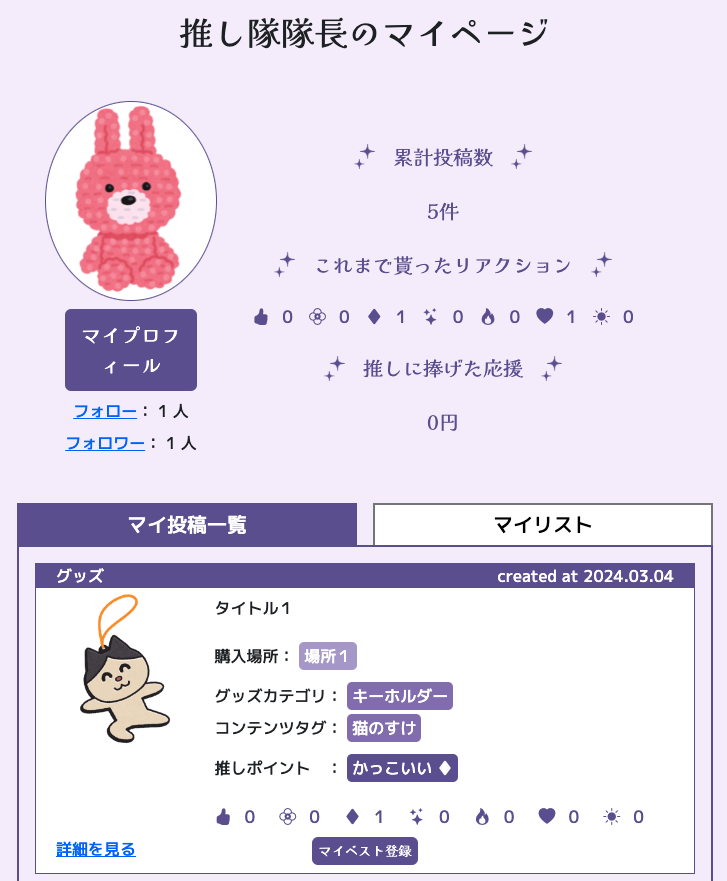 推し隊隊長のマイページ
累計投稿数
5件
これまで貰ったリアクション
0 0 1 0 0 1 0
推しに捧げた応援
0円
マイプロフ
ィール
フォロー：1人
フォロワー：1人
マイ投稿一覧
マイリスト
グッズ
created at 2024.03.04
タイトル１
購入場所： 場所１
グッズカテゴリ： キーホルダー
コンテンツタグ： 猫のすけ
推しポイント　： かっこいい ♦
0 0 1 0 0 0 0
詳細を見る
マイベスト登録